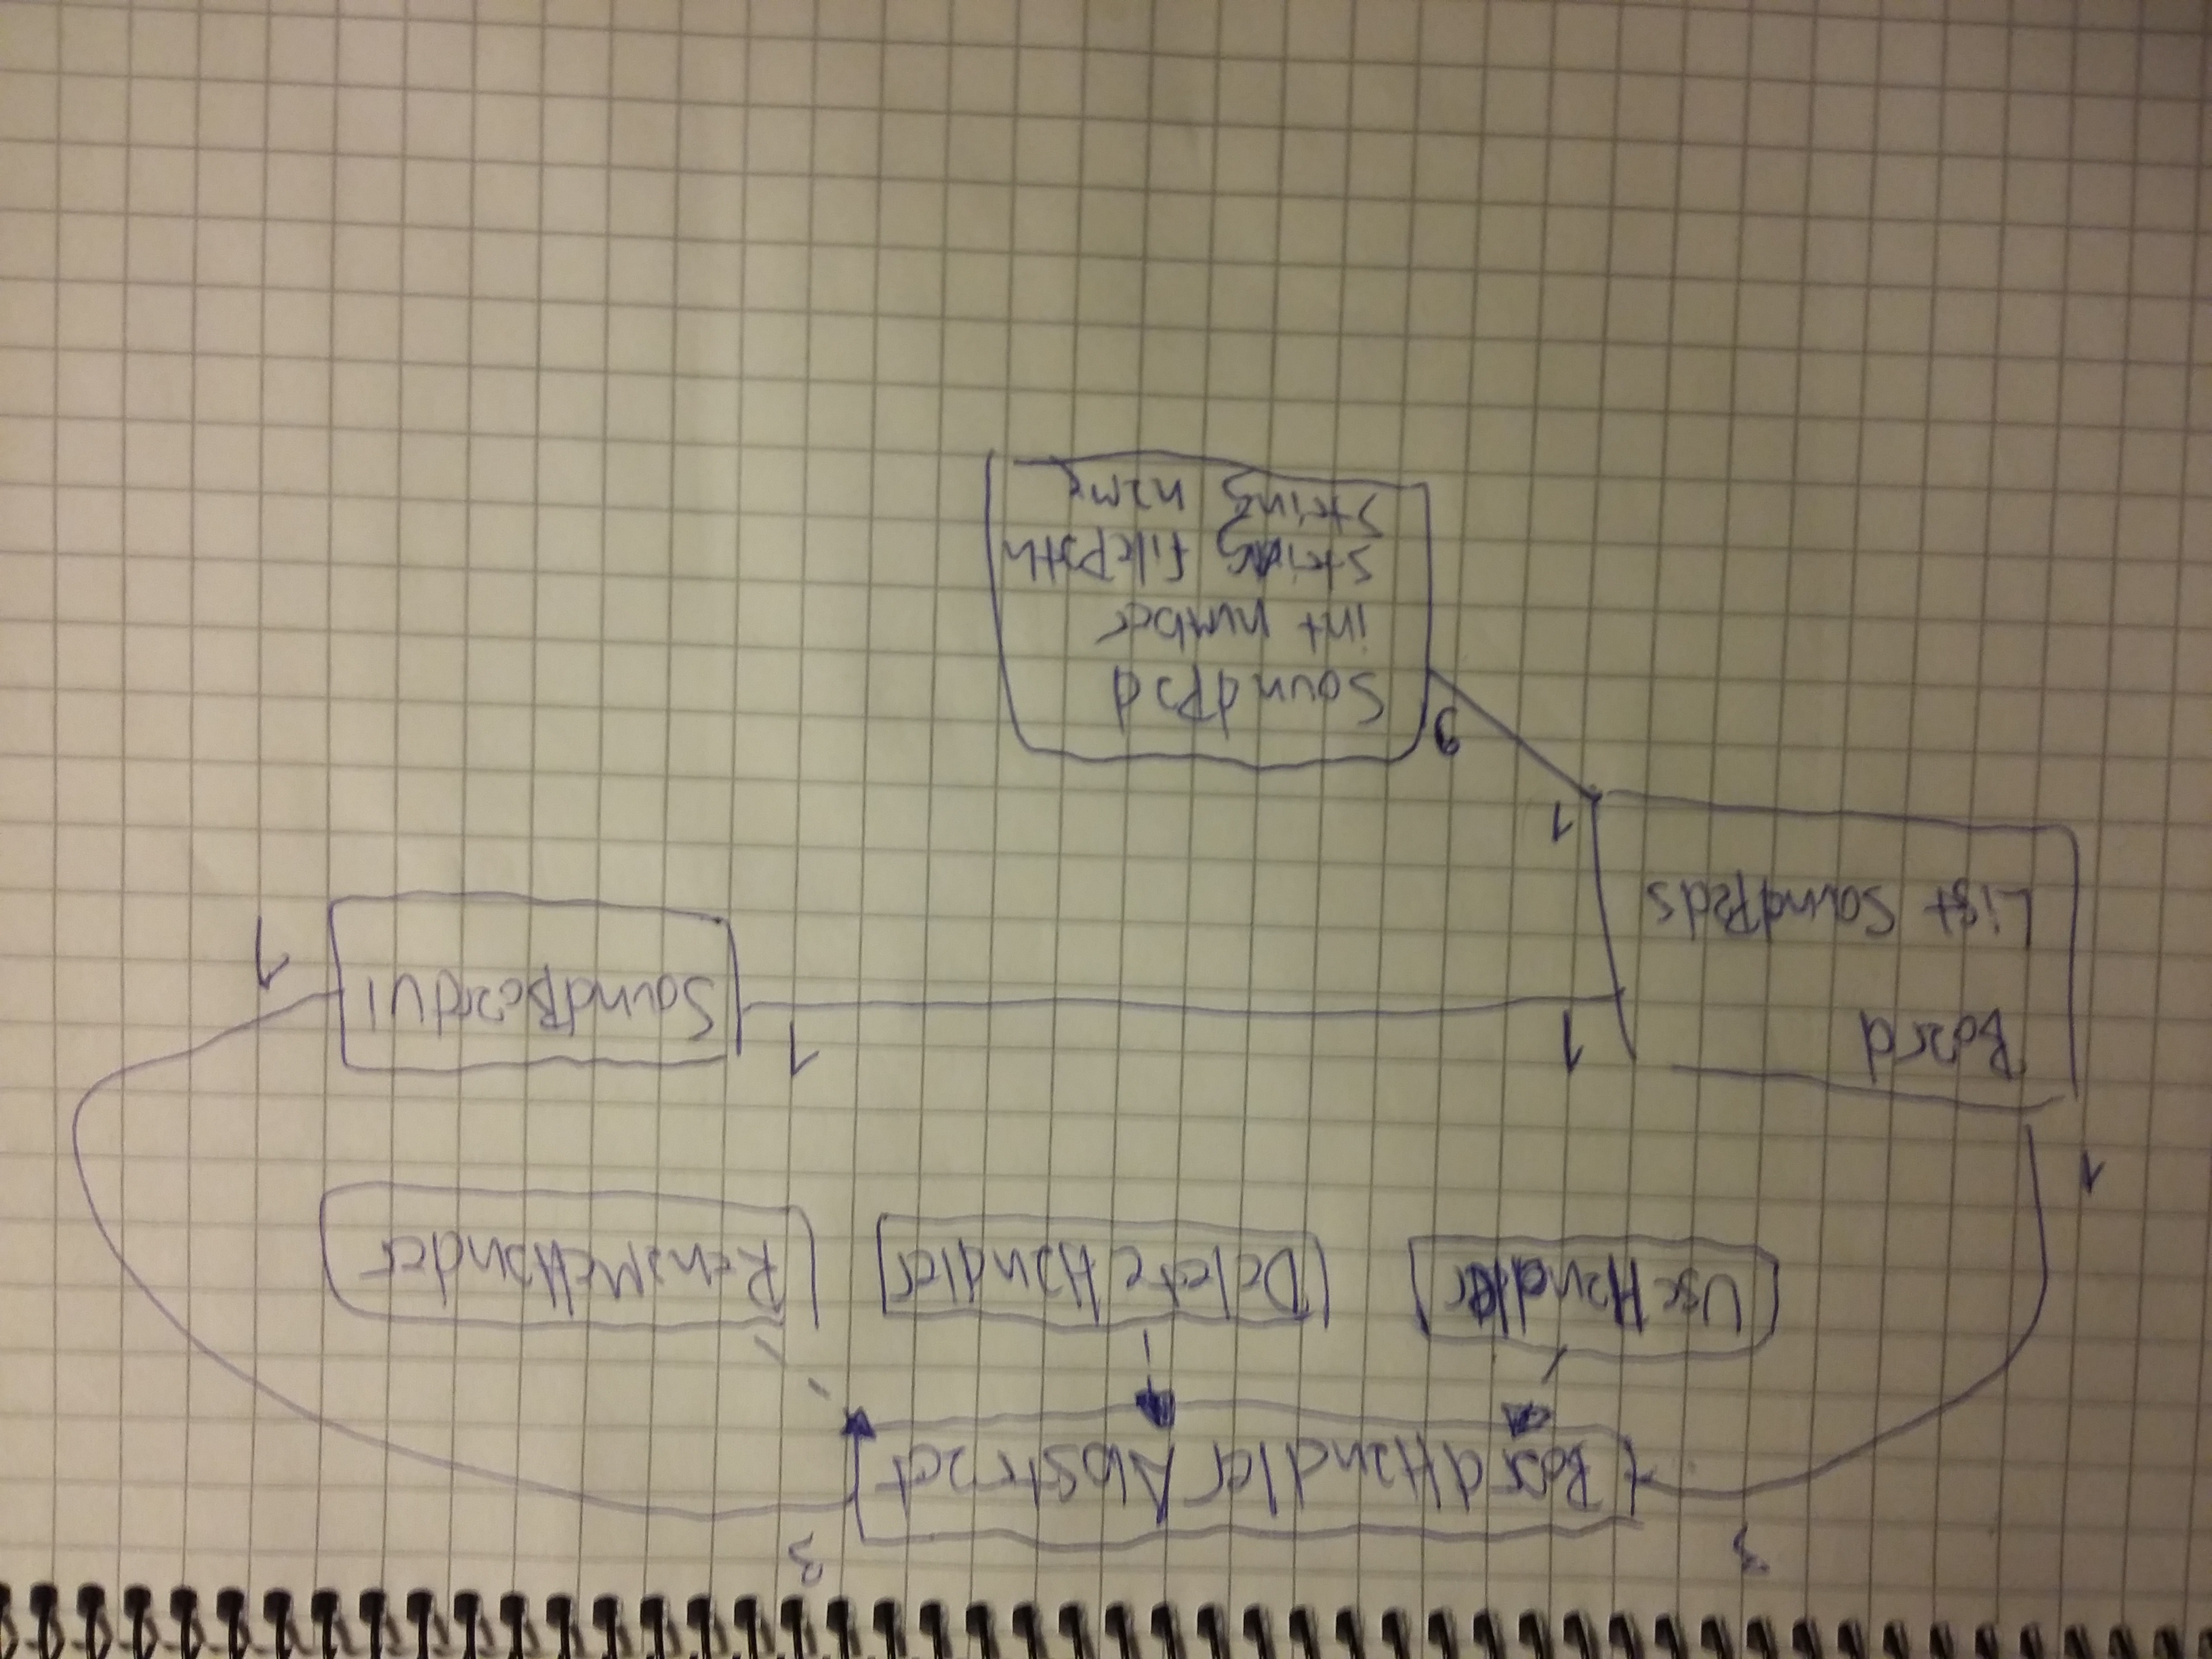 3
3
BoardHandlerAbstract
UseHandler
DeleteHandler
RenameHander
1
Board
1
1
SoundBoardUI
1
List SoundPads
1
9
SoundPad
int number
String filePath
String name